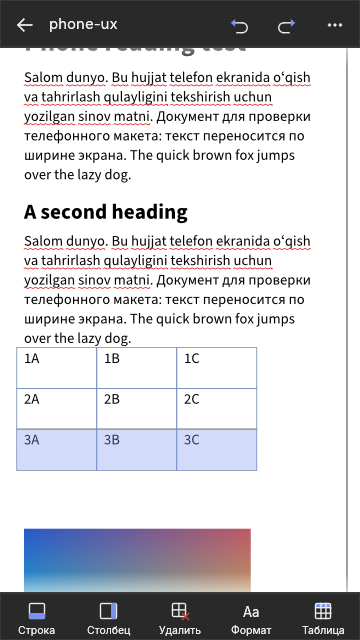 phone-ux
Phone reading test
Salom dunyo. Bu hujjat telefon ekranida oʻqish
va tahrirlash qulayligini tekshirish uchun
yozilgan sinov matni. Документ для проверки
телефонного макета: текст переносится по
ширине экрана. The quick brown fox jumps
over the lazy dog.
A second heading
Salom dunyo. Bu hujjat telefon ekranida oʻqish
va tahrirlash qulayligini tekshirish uchun
yozilgan sinov matni. Документ для проверки
телефонного макета: текст переносится по
ширине экрана. The quick brown fox jumps
over the lazy dog.
1A 1B 1C
2A 2B 2C
3A 3B 3C
Aa
Строка Столбец Удалить Формат Таблица